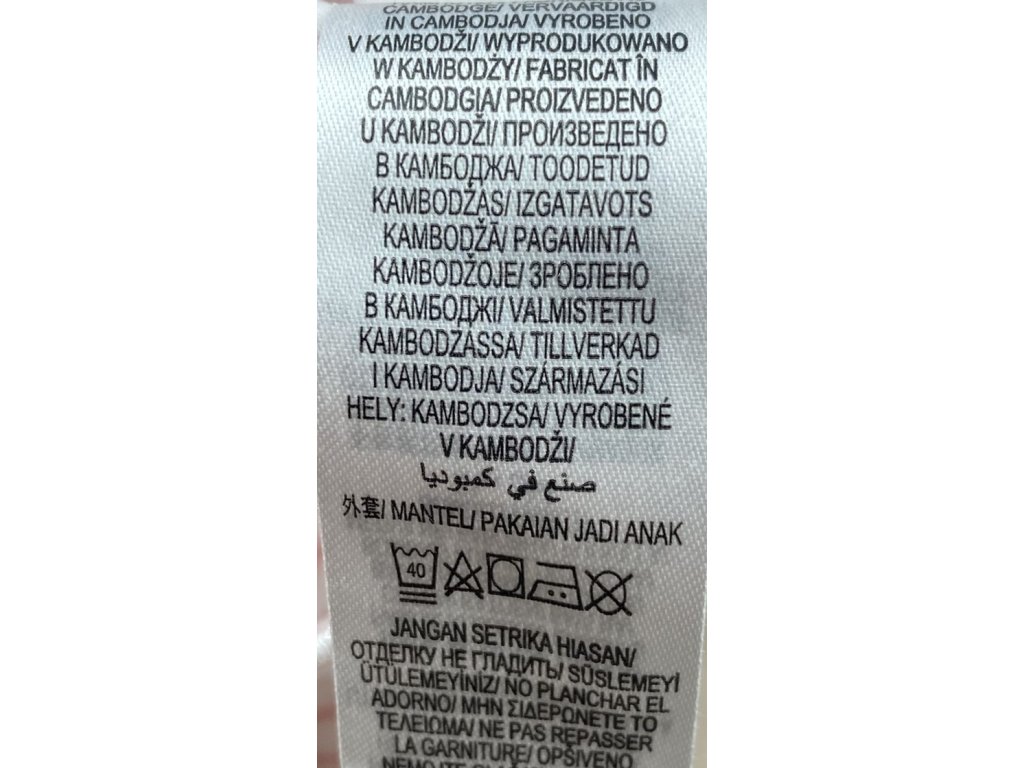 CAMBODGE/ VERVAARDIGD
IN CAMBODJA/ VYROBENO
V KAMBODŽI/ WYPRODUKOWANO
W KAMBODŻY/ FABRICAT ÎN
CAMBODGIA/ PROIZVEDENO
U KAMBODŽI/ ПРОИЗВЕДЕНО
В КАМБОДЖА/ TOODETUD
KAMBODŽAS/ IZGATAVOTS
KAMBODŽĀ/ PAGAMINTA
KAMBODŽOJE/ ЗРОБЛЕНО
В КАМБОДЖІ/ VALMISTETTU
KAMBODZASSA/ TILLVERKAD
I KAMBODJA/ SZÁRMAZÁSI
HELY: KAMBODZSA/ VYROBENÉ
V KAMBODŽI/
صنع في كمبوديا
外套/ MANTEL/ PAKAIAN JADI ANAK
40
JANGAN SETRIKA HIASAN/
ОТДЕЛКУ НЕ ГЛАДИТЬ/ SÜSLEMEYİ
ÜTÜLEMEYİNİZ/ NO PLANCHAR EL
ADORNO/ ΜΗΝ ΣΙΔΕΡΩΝΕΤΕ ΤΟ
ΤΕΛΕΙΩΜΑ/ NE PAS REPASSER
LA GARNITURE/ OPŠIVENO
NEMOJTE